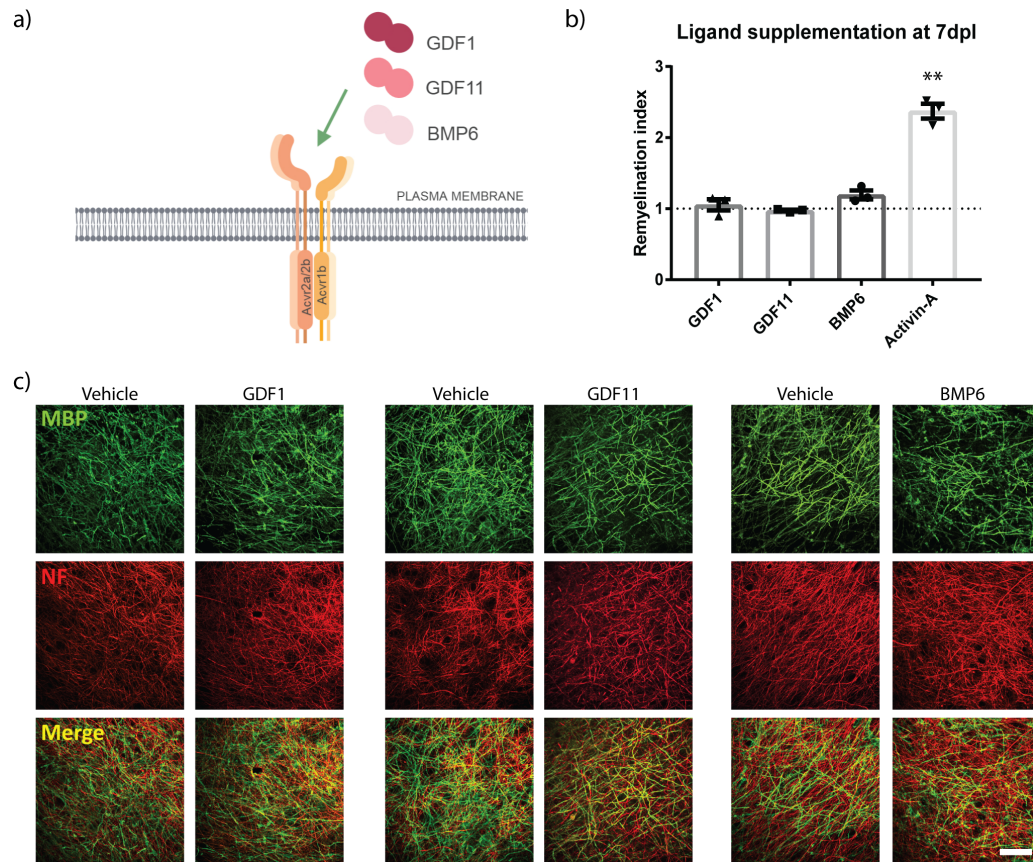 a)
GDF1
GDF11
BMP6
PLASMA MEMBRANE
Acvr2a/2b
Acvr1b
b)
Ligand supplementation at 7dpl
Remyelination index
3
2
1
0
**
GDF1
GDF11
BMP6
Activin-A
c)
Vehicle GDF1 Vehicle GDF11 Vehicle BMP6
MBP
NF
Merge